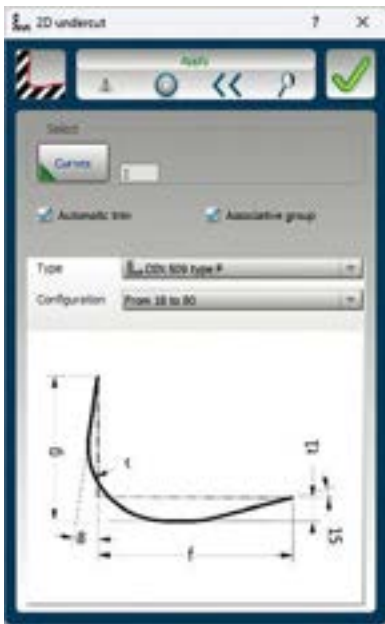 2D undercut
?
Apply
Select
Curves
Automatic trim
Associative group
Type
DIN 509 type F
Configuration
From 18 to 80
g
r
t1
15
8
f